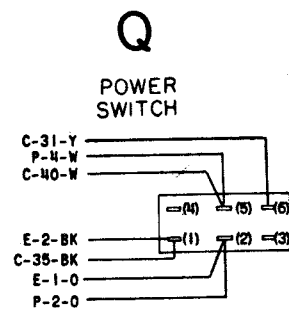 Q
POWER
SWITCH
C-31-Y
P-4-W
C-40-W
(4) (5) (6)
E-2-BK (1) (2) (3)
C-35-BK
E-1-O
P-2-O